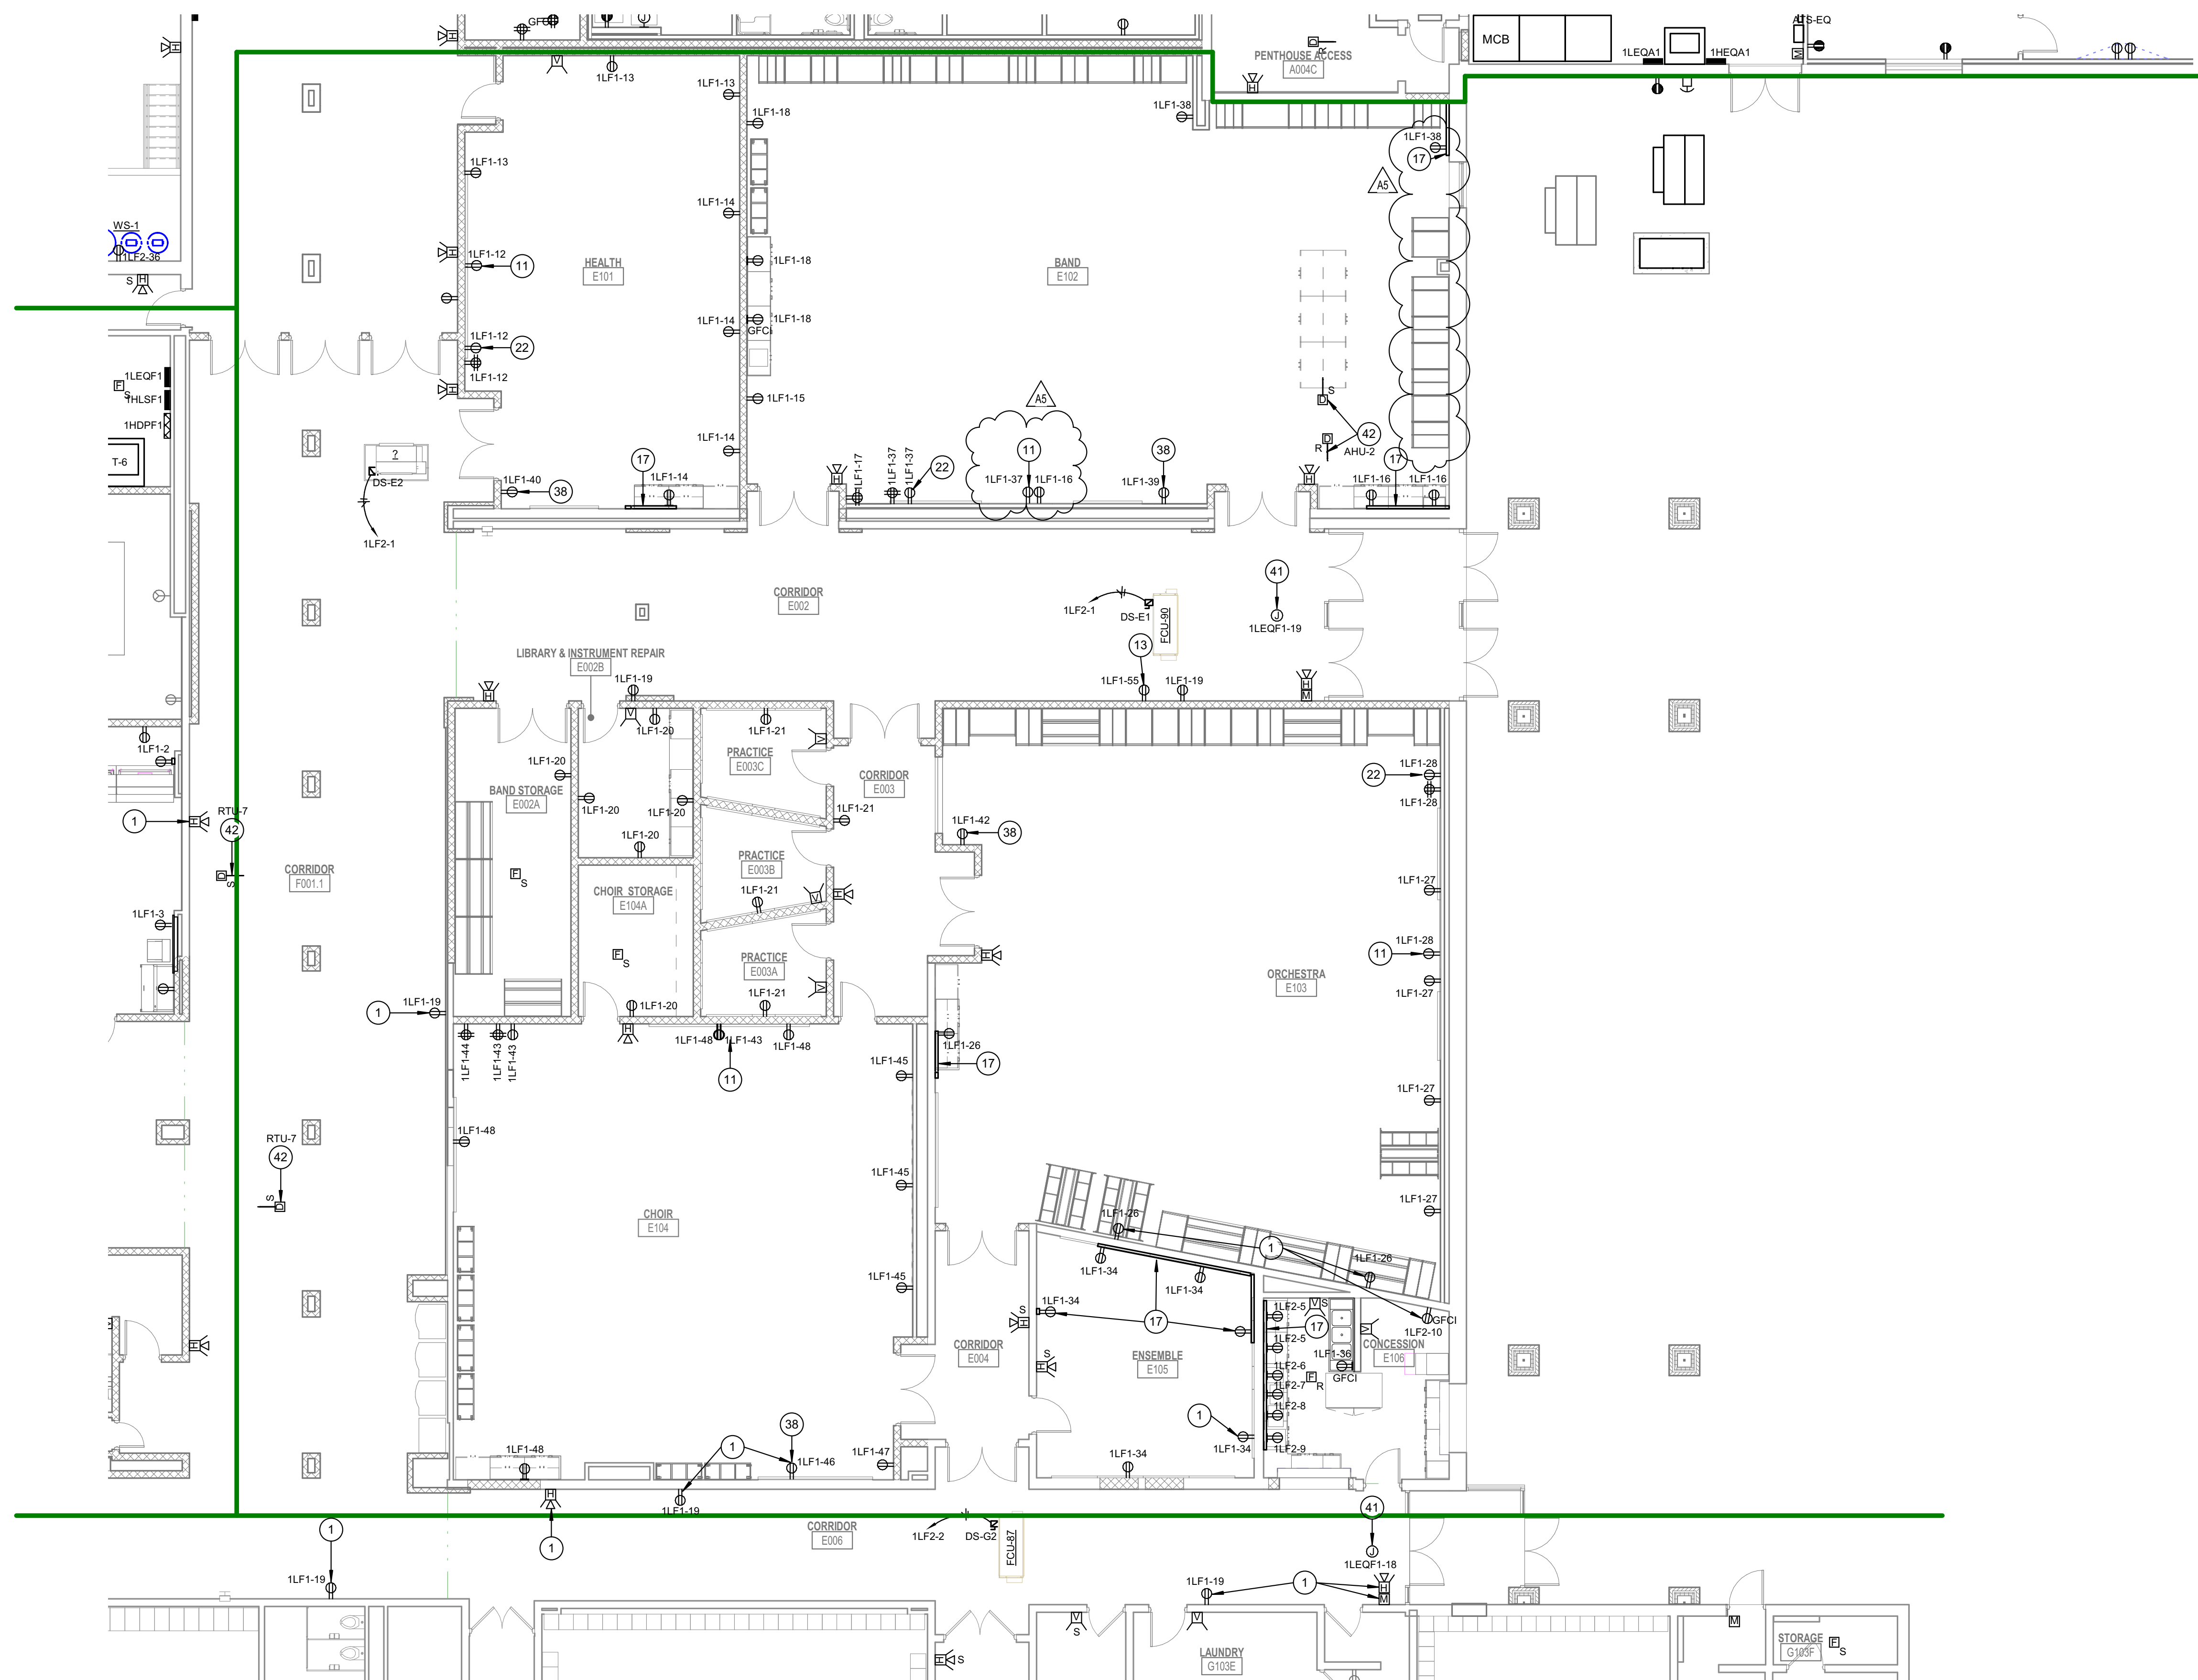 GFCI
PENTHOUSE ACCESS
A004C
MCB
1LEQA1
1HEQA1
ATS-EQ
M
R
D
H
H
H
V
1LF1-13
1LF1-13
1LF1-18
1LF1-38
1LF1-38
17
A5
1LF1-13
1LF1-14
WS-1
1LF2-36
S
H
H
1LF1-12
11
HEALTH
E101
1LF1-18
BAND
E102
1LF1-12
22
1LF1-12
1LF1-14
1LF1-18
GFCI
1LEQF1
F
S
1HLSF1
1HDPF1
T-6
H
1LF1-15
A5
S
D
D
R
42
AHU-2
?
DS-E2
1LF2-1
1LF1-14
1LF1-40
38
17
1LF1-14
H
1LF1-17
1LF1-37
1LF1-37
22
11
1LF1-37
1LF1-16
38
1LF1-39
H
17
1LF1-16
1LF1-16
CORRIDOR
E002
1LF2-1
DS-E1
FCU-90
41
J
1LEQF1-19
13
1LF1-55
1LF1-19
H
M
LIBRARY & INSTRUMENT REPAIR
E002B
1LF1-19
H
V
1LF1-20
1LF1-21
V
1LF1-2
1LF1-20
PRACTICE
E003C
CORRIDOR
E003
22
1LF1-28
1LF1-28
BAND STORAGE
E002A
1LF1-20
1LF1-20
1LF1-21
1
H
RTU-7
42
D
S
1LF1-20
1LF1-42
38
PRACTICE
E003B
CORRIDOR
F001.1
F
S
CHOIR STORAGE
E104A
1LF1-21
V
H
1LF1-27
1LF1-3
F
S
PRACTICE
E003A
V
H
11
1LF1-28
ORCHESTRA
E103
1LF1-27
1
1LF1-19
1LF1-20
1LF1-21
H
1LF1-44
1LF1-43
1LF1-43
1LF1-48
1LF1-43
1LF1-48
11
1LF1-45
1LF1-26
17
1LF1-27
RTU-7
42
S
D
1LF1-48
1LF1-45
1LF1-27
CHOIR
E104
1LF1-26
1
1LF1-26
1LF1-34
1LF1-34
1LF1-45
1LF1-34
S
H
17
1LF2-5
V
S
17
GFCI
1LF2-10
H
CORRIDOR
E004
S
H
ENSEMBLE
E105
1LF2-5
V
CONCESSION
E106
1LF1-36
GFCI
1LF2-6
F
R
1LF2-7
1LF2-8
1
1LF1-34
1LF2-9
38
1
1LF1-48
1LF1-46
1LF1-47
1LF1-34
H
1LF1-19
1
1
CORRIDOR
E006
1LF2-2
DS-G2
FCU-87
41
J
1LEQF1-18
1LF1-19
1LF1-19
1
H
M
V
S
V
M
H
S
LAUNDRY
G103E
STORAGE
G103F
F
S